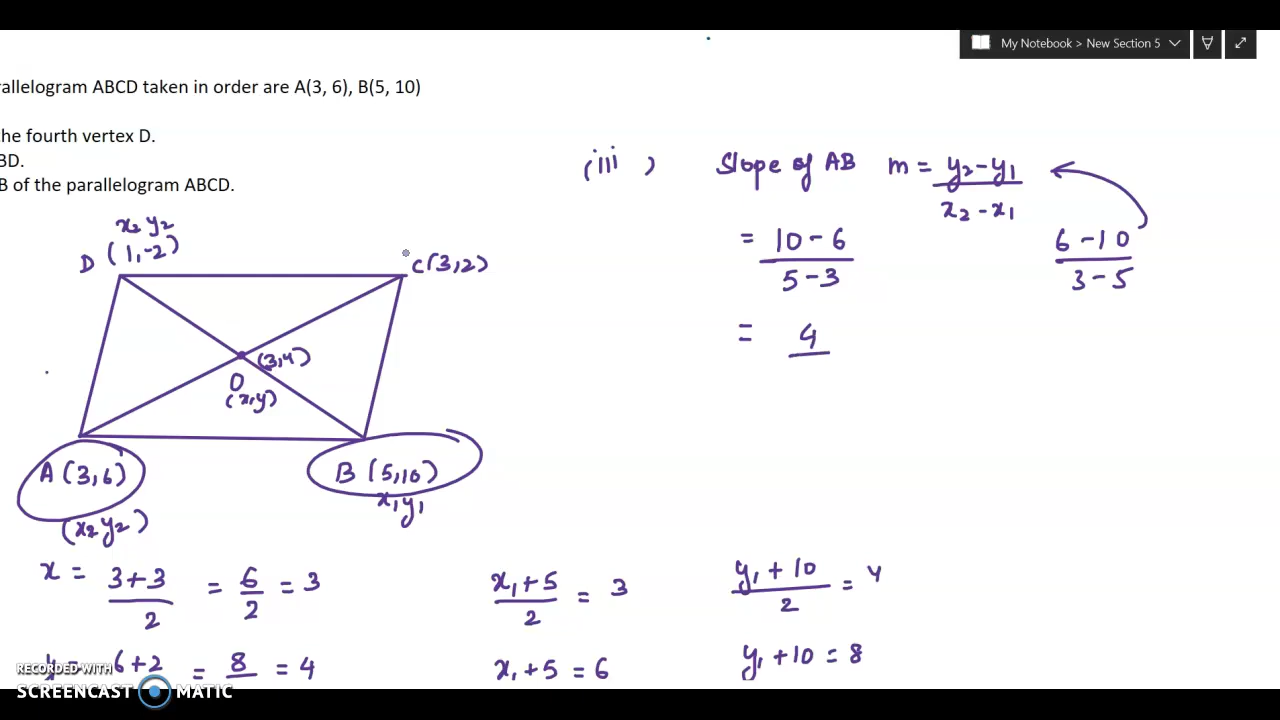 My Notebook > New Section 5
rallelogram ABCD taken in order are A(3, 6), B(5, 10)
he fourth vertex D.
BD.
B of the parallelogram ABCD.
(iii) Slope of AB m = y₂-y₁ / x₂-x₁
= 10-6 / 5-3
6-10 / 3-5
= 4
x₂ y₂
D (1,-2)
C(3,2)
(3,4)
O
(x,y)
A (3,6)
B (5,10)
(x₂ y₂)
x₁ y₁
x = 3+3 / 2 = 6 / 2 = 3
6+2 = 8 = 4
x₁+5 / 2 = 3
x₁+5 = 6
y₁+10 / 2 = 4
y₁+10 = 8
RECORDED WITH
SCREENCAST MATIC